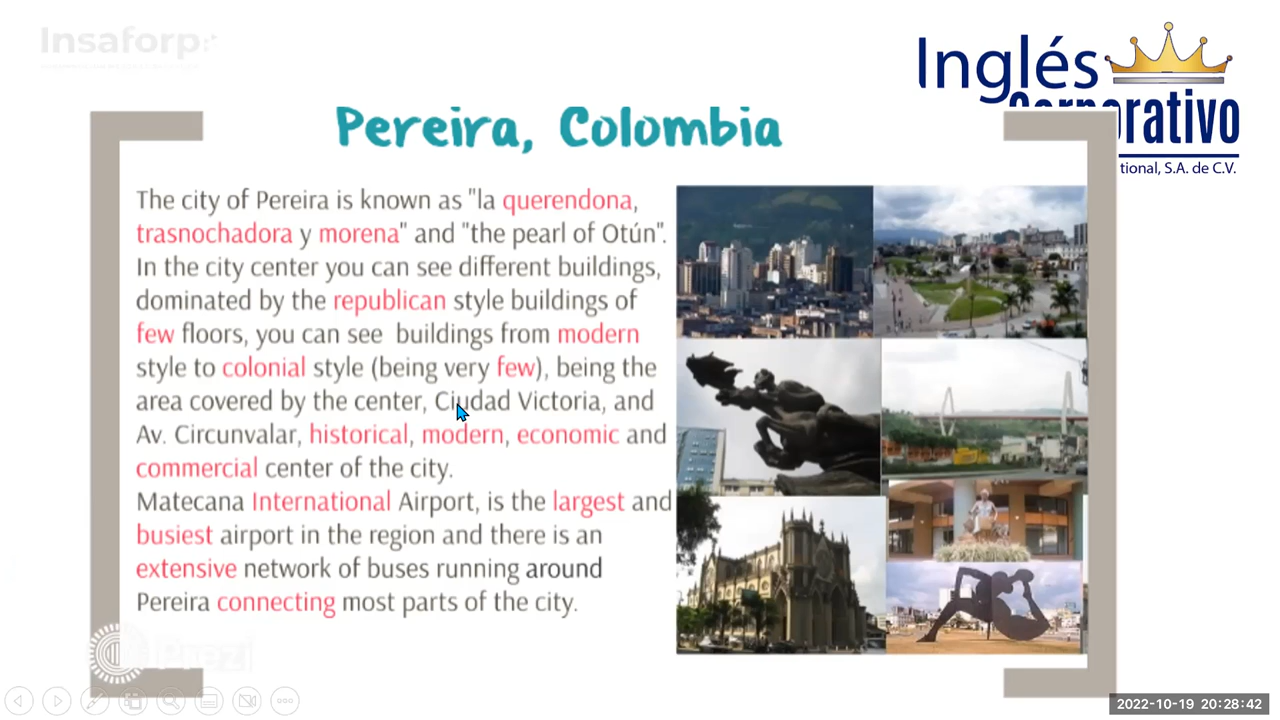 Insaforp
Inglés
Pereira, Colombia
tional, S.A. de C.V.
The city of Pereira is known as "la querendona,
trasnochadora y morena" and "the pearl of Otún".
In the city center you can see different buildings,
dominated by the republican style buildings of
few floors, you can see buildings from modern
style to colonial style (being very few), being the
area covered by the center, Ciudad Victoria, and
Av. Circunvalar, historical, modern, economic and
commercial center of the city.
Matecana International Airport, is the largest and
busiest airport in the region and there is an
extensive network of buses running around
Pereira connecting most parts of the city.
Prezi
2022-10-19 20:28:42